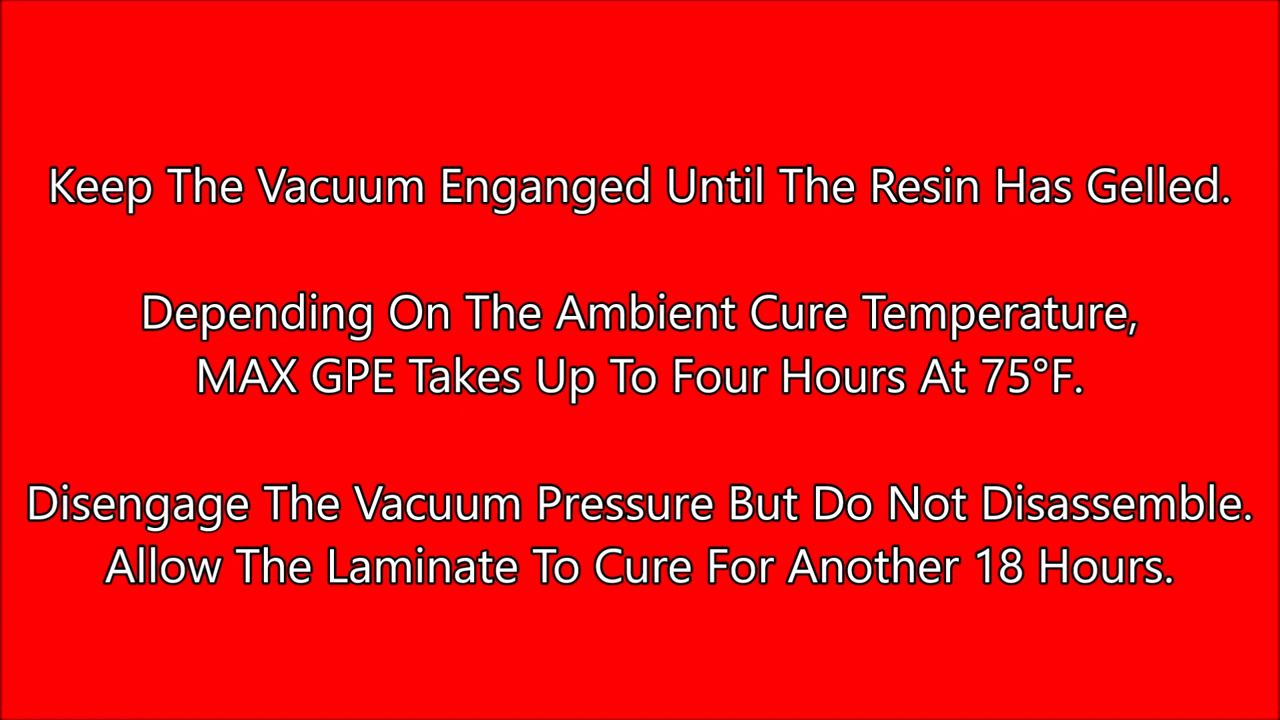 Keep The Vacuum Enganged Until The Resin Has Gelled.
Depending On The Ambient Cure Temperature,
MAX GPE Takes Up To Four Hours At 75°F.
Disengage The Vacuum Pressure But Do Not Disassemble.
Allow The Laminate To Cure For Another 18 Hours.